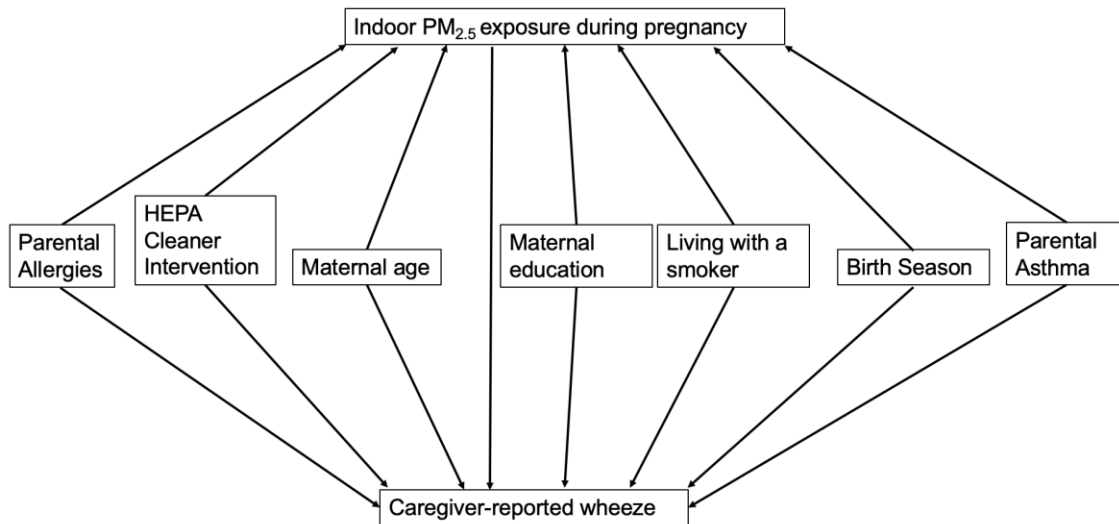 Indoor PM2.5 exposure during pregnancy
Parental
Allergies
HEPA
Cleaner
Intervention
Maternal age
Maternal
education
Living with a
smoker
Birth Season
Parental
Asthma
Caregiver-reported wheeze